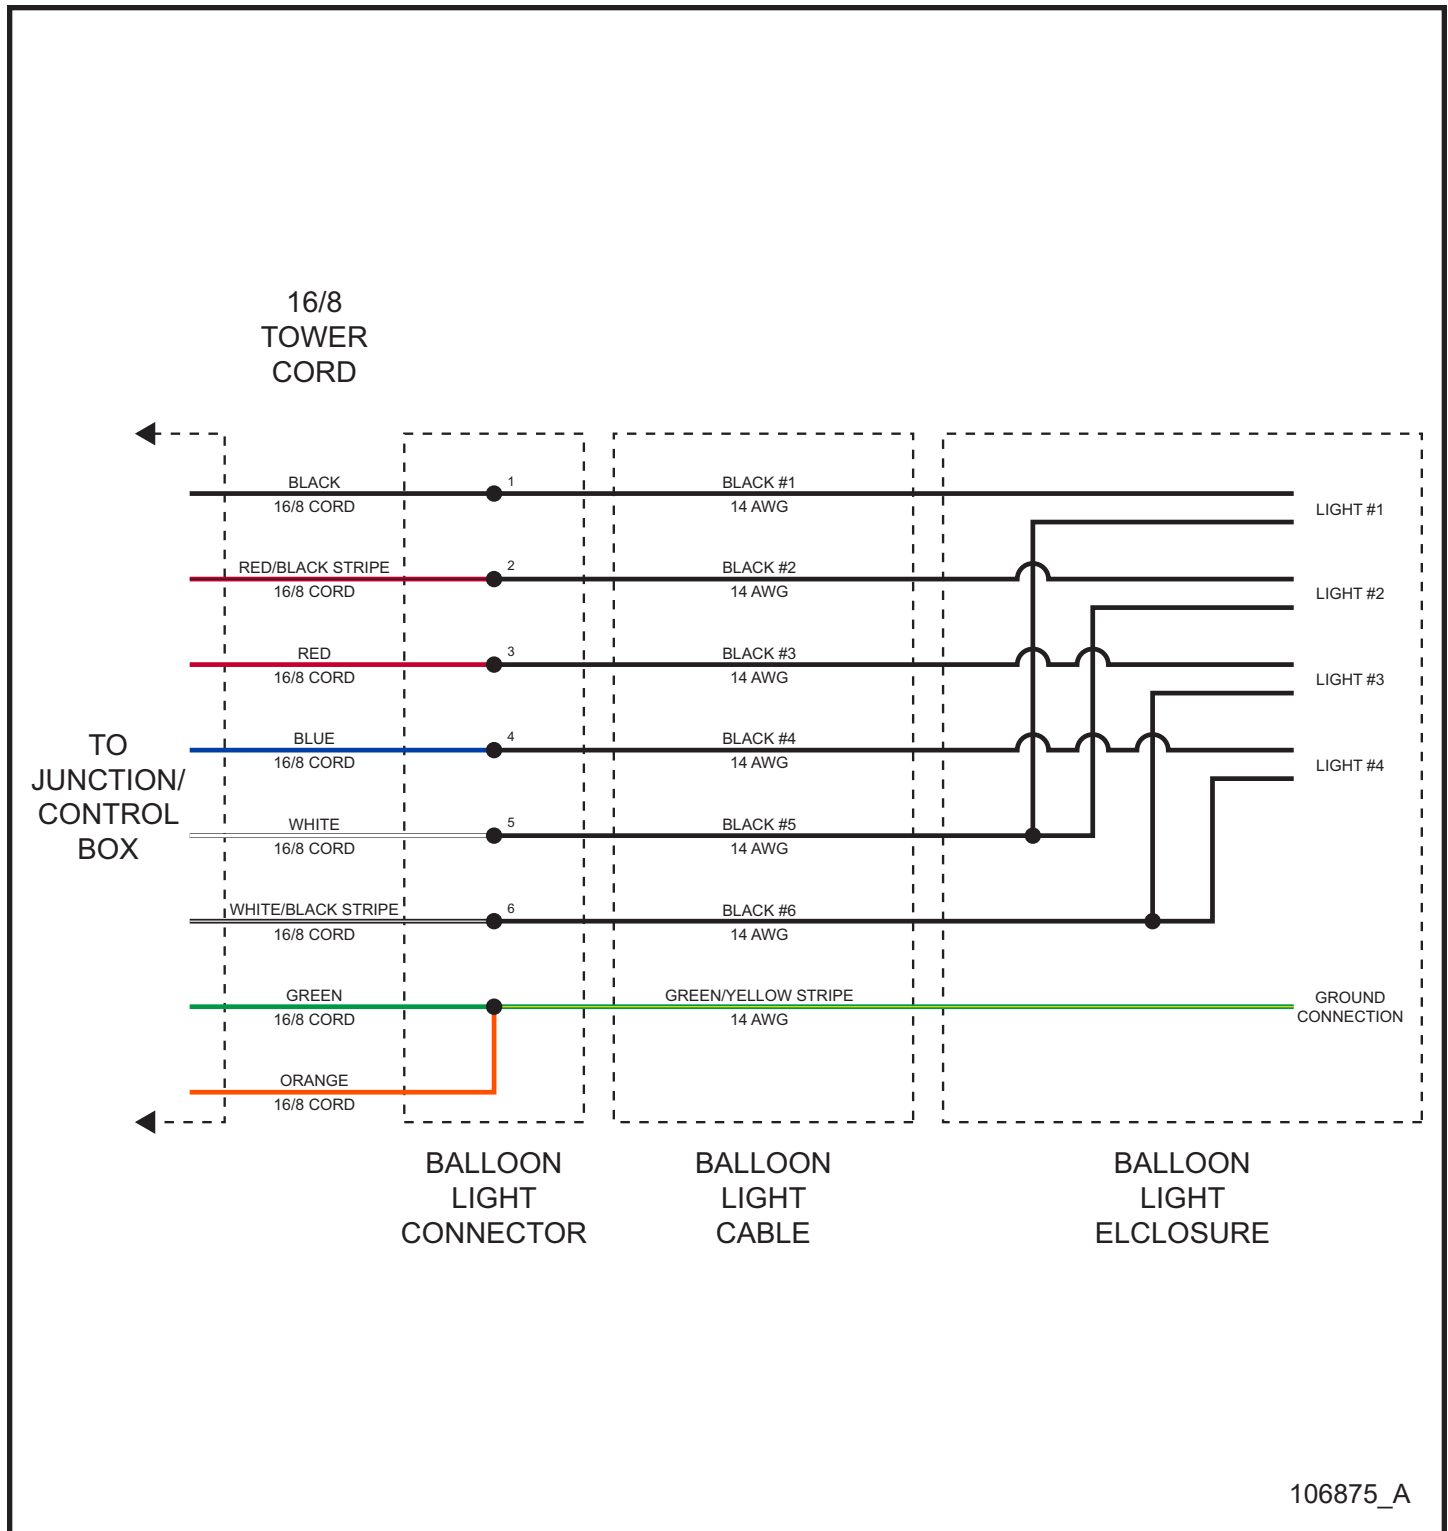 16/8
TOWER
CORD
BLACK
16/8 CORD
1
BLACK #1
14 AWG
LIGHT #1
RED/BLACK STRIPE
16/8 CORD
2
BLACK #2
14 AWG
LIGHT #2
RED
16/8 CORD
3
BLACK #3
14 AWG
LIGHT #3
BLUE
16/8 CORD
4
BLACK #4
14 AWG
LIGHT #4
TO
JUNCTION/
CONTROL
BOX
WHITE
16/8 CORD
5
BLACK #5
14 AWG
WHITE/BLACK STRIPE
16/8 CORD
6
BLACK #6
14 AWG
GREEN
16/8 CORD
GREEN/YELLOW STRIPE
14 AWG
GROUND
CONNECTION
ORANGE
16/8 CORD
BALLOON
LIGHT
CONNECTOR
BALLOON
LIGHT
CABLE
BALLOON
LIGHT
ELCLOSURE
106875_A